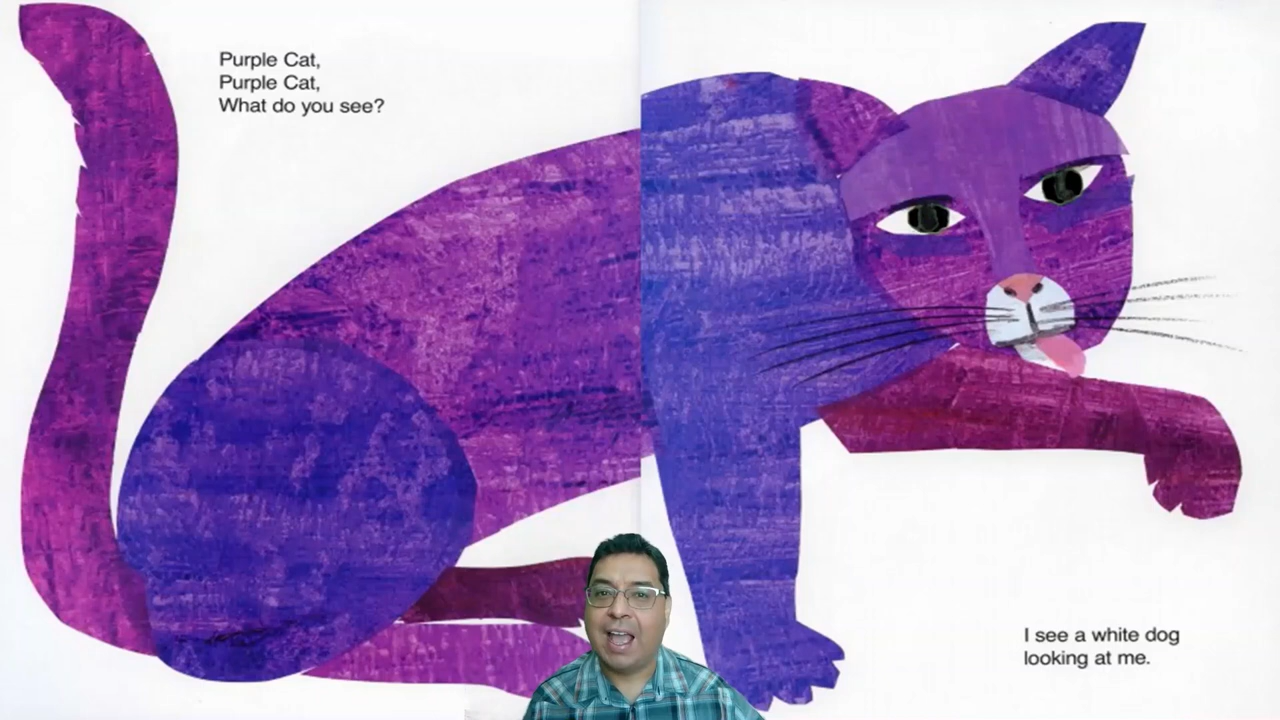 Purple Cat,
Purple Cat,
What do you see?
I see a white dog
looking at me.